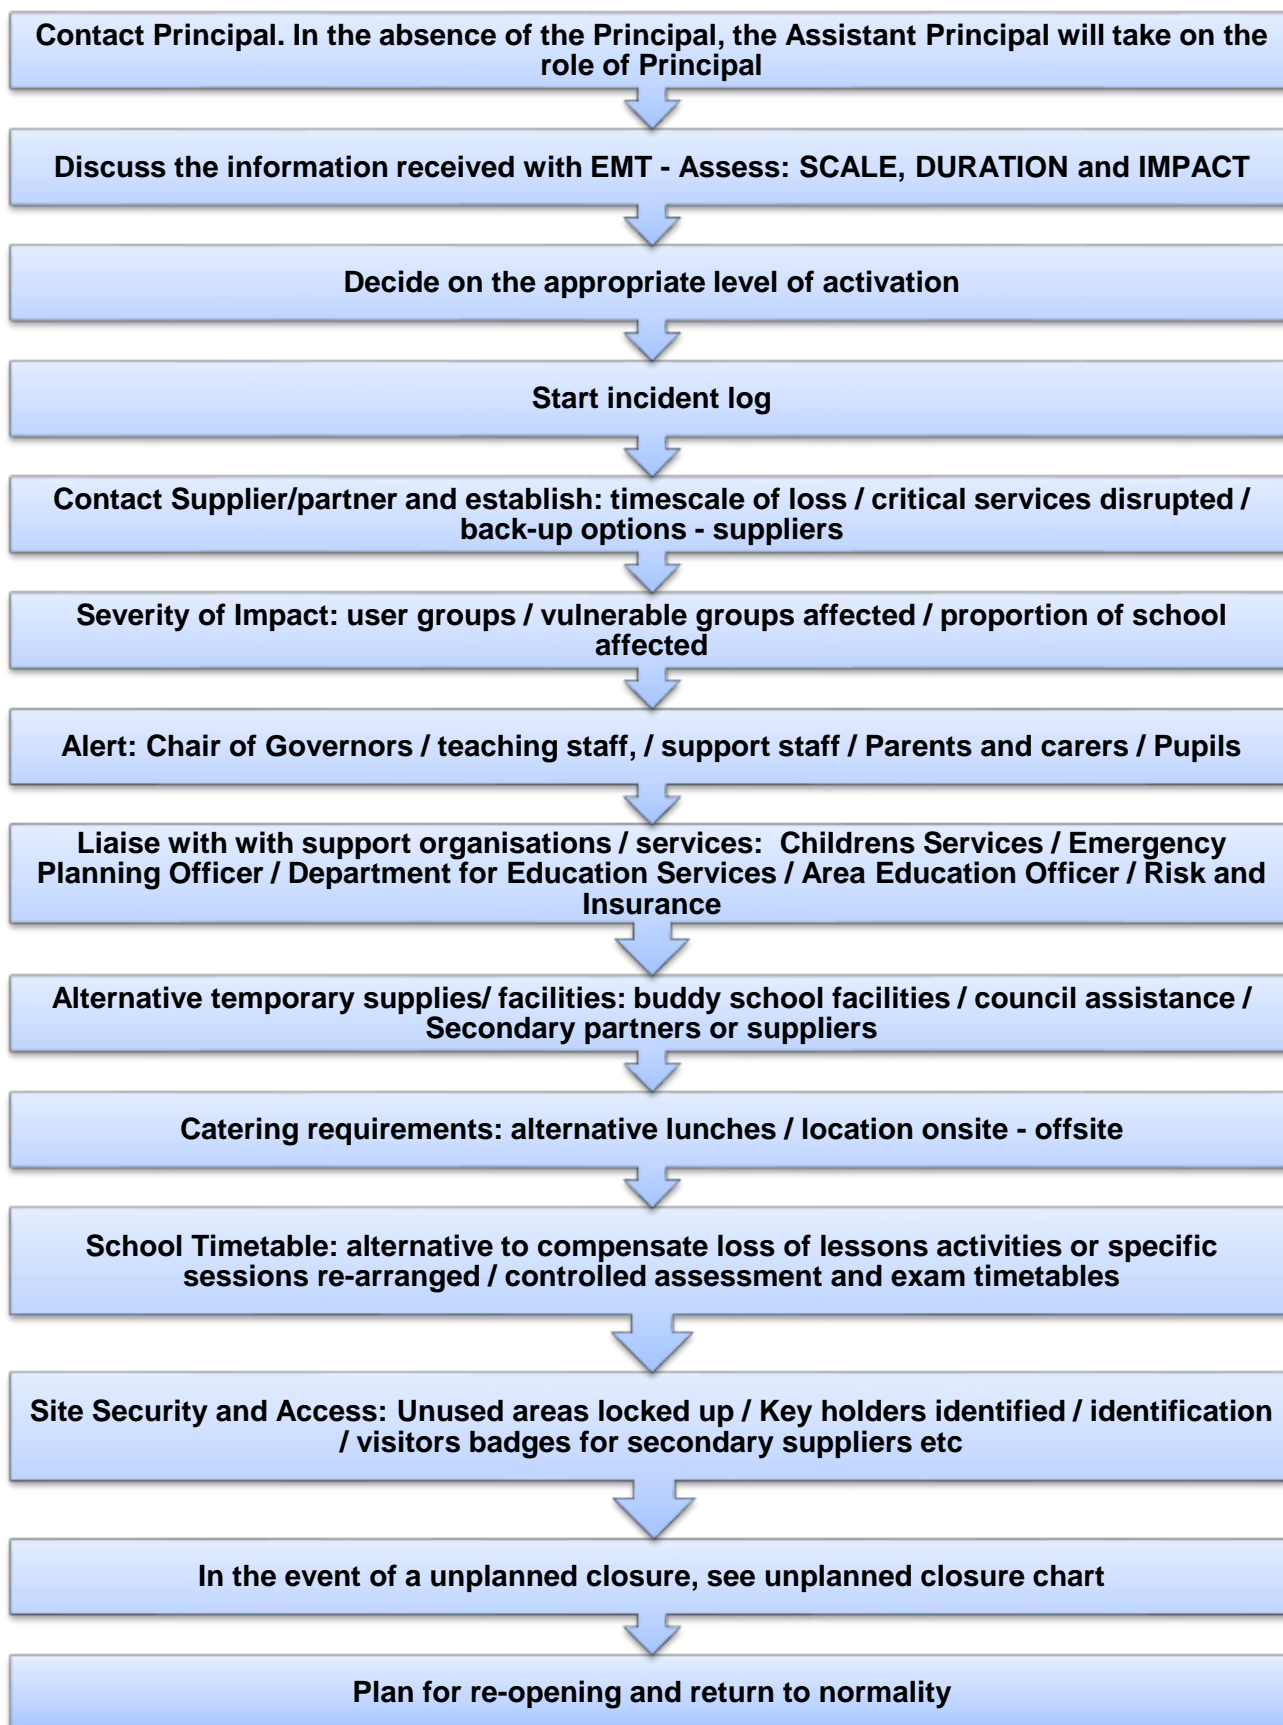 Contact Principal. In the absence of the Principal, the Assistant Principal will take on the
role of Principal
Discuss the information received with EMT - Assess: SCALE, DURATION and IMPACT
Decide on the appropriate level of activation
Start incident log
Contact Supplier/partner and establish: timescale of loss / critical services disrupted /
back-up options - suppliers
Severity of Impact: user groups / vulnerable groups affected / proportion of school
affected
Alert: Chair of Governors / teaching staff, / support staff / Parents and carers / Pupils
Liaise with with support organisations / services: Childrens Services / Emergency
Planning Officer / Department for Education Services / Area Education Officer / Risk and
Insurance
Alternative temporary supplies/ facilities: buddy school facilities / council assistance /
Secondary partners or suppliers
Catering requirements: alternative lunches / location onsite - offsite
School Timetable: alternative to compensate loss of lessons activities or specific
sessions re-arranged / controlled assessment and exam timetables
Site Security and Access: Unused areas locked up / Key holders identified / identification
/ visitors badges for secondary suppliers etc
In the event of a unplanned closure, see unplanned closure chart
Plan for re-opening and return to normality